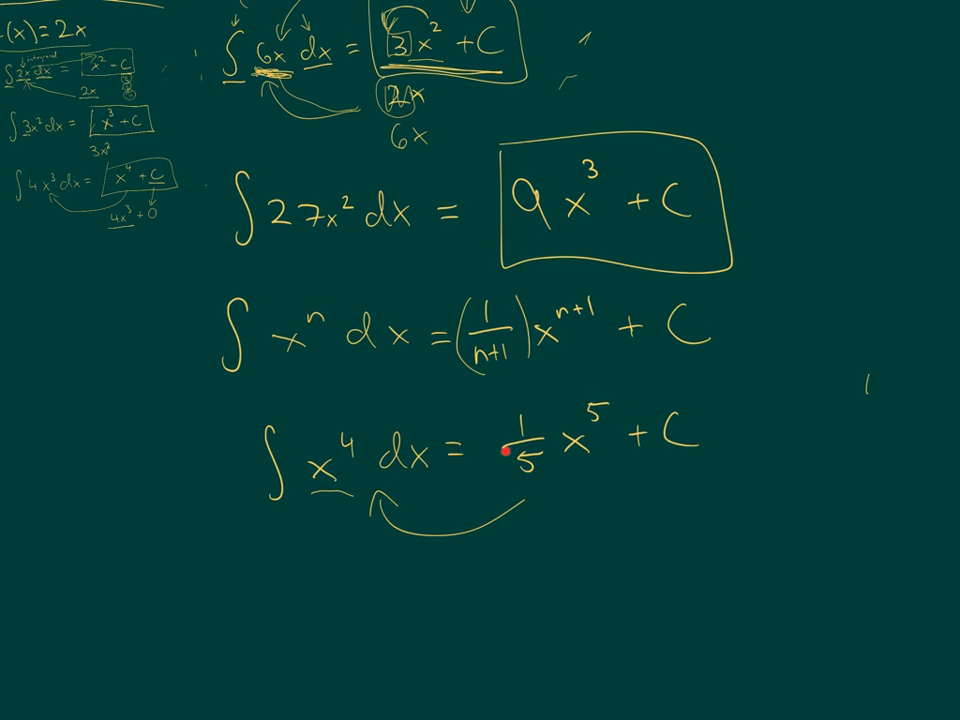 (x) = 2x
∫ 2x dx = x² + C
integrand
2x
∫ 3x² dx = x³ + C
3x²
∫ 4x³ dx = x⁴ + C
4x³ + 0
∫ 6x dx = 3x² + C
6x
∫ 27x² dx = 9x³ + C
∫ xⁿ dx = (1/(n+1)) xⁿ⁺¹ + C
∫ x⁴ dx = 1/5 x⁵ + C